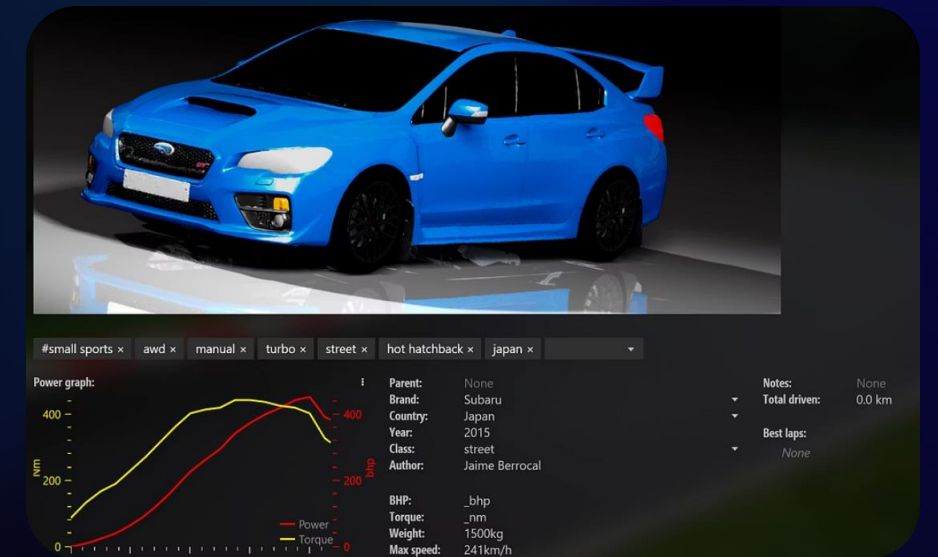 #small sports ×
awd ×
manual ×
turbo ×
street ×
hot hatchback ×
japan ×
Power graph:
400
200
0
Nm
400
200
0
bhp
Power
Torque
Parent: None
Brand: Subaru
Country: Japan
Year: 2015
Class: street
Author: Jaime Berrocal
BHP: _bhp
Torque: _nm
Weight: 1500kg
Max speed: 241km/h
Notes: None
Total driven: 0.0 km
Best laps:
None